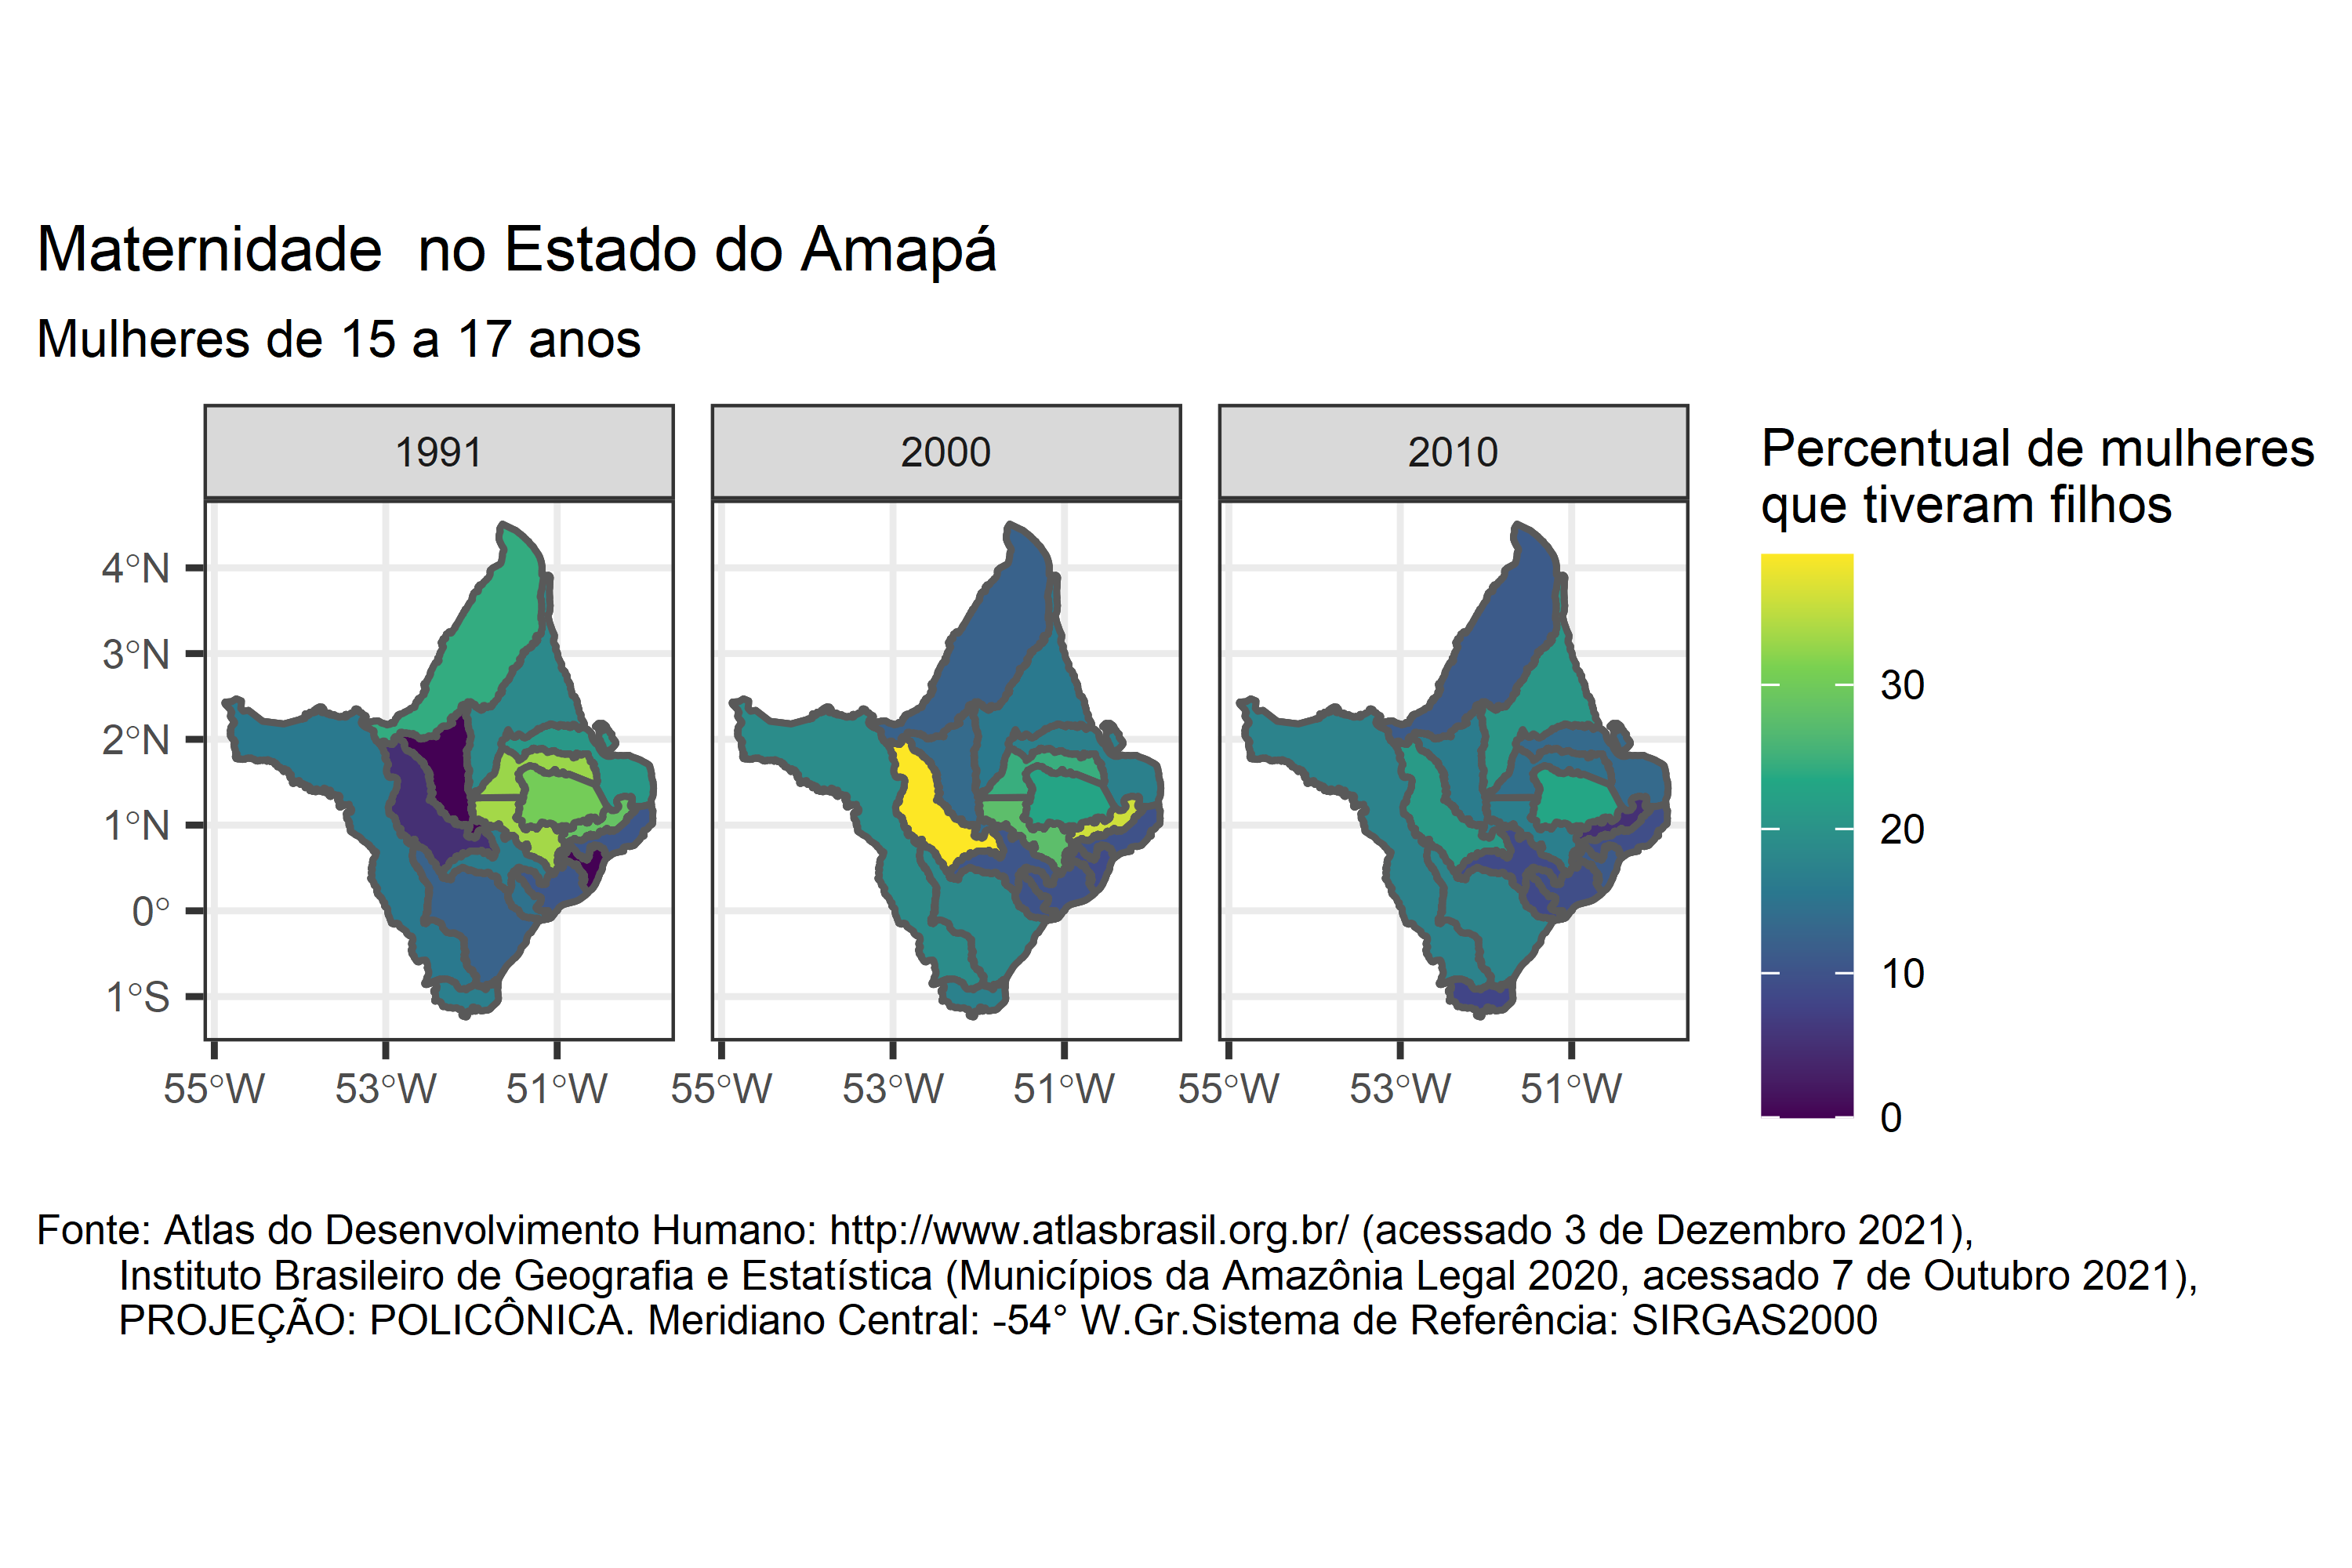 Maternidade  no Estado do Amapá
Mulheres de 15 a 17 anos
1991
2000
2010
Percentual de mulheres
que tiveram filhos
30
20
10
0
4°N
3°N
2°N
1°N
0°
1°S
55°W 53°W 51°W 55°W 53°W 51°W 55°W 53°W 51°W
Fonte: Atlas do Desenvolvimento Humano: http://www.atlasbrasil.org.br/ (acessado 3 de Dezembro 2021),
Instituto Brasileiro de Geografia e Estatística (Municípios da Amazônia Legal 2020, acessado 7 de Outubro 2021),
PROJEÇÃO: POLICÔNICA. Meridiano Central: -54° W.Gr.Sistema de Referência: SIRGAS2000